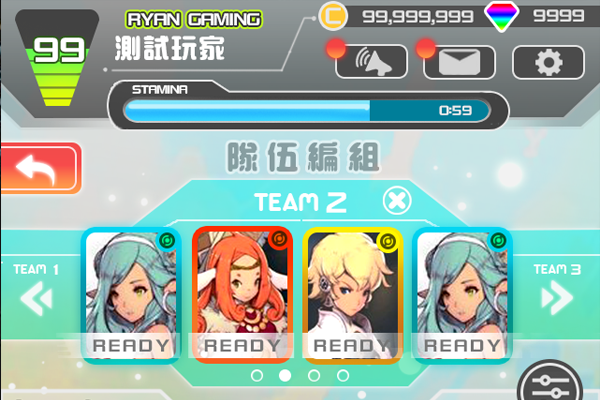 RYAN GAMING
C 99,999,999 9999
99
測試玩家
STAMINA
0:59
隊伍編組
TEAM 2
TEAM 1
TEAM 3
READY READY READY READY